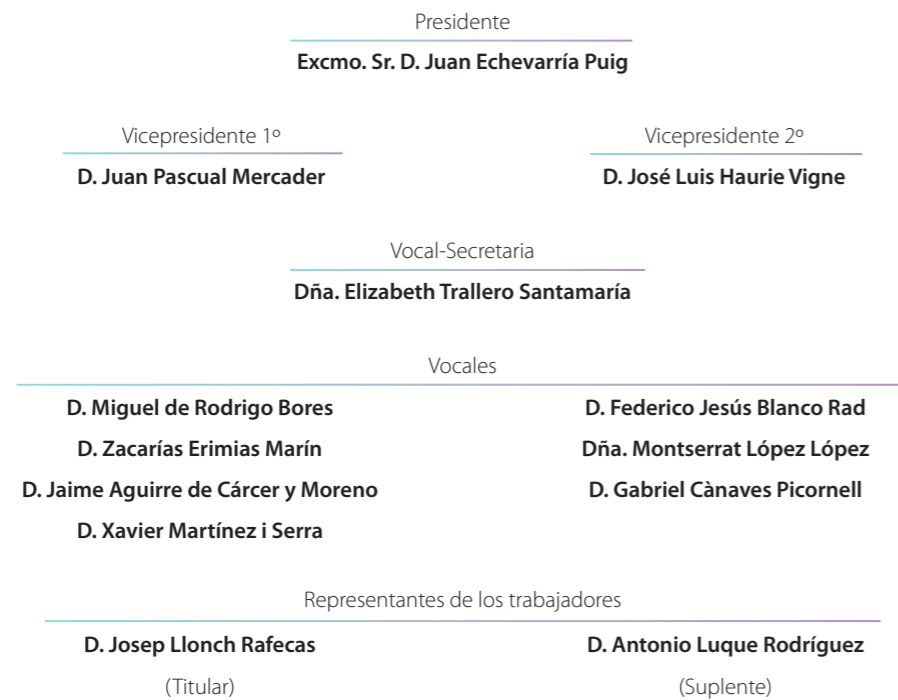 Presidente
Excmo. Sr. D. Juan Echevarría Puig
Vicepresidente 1º
D. Juan Pascual Mercader
Vicepresidente 2º
D. José Luis Haurie Vigne
Vocal-Secretaria
Dña. Elizabeth Trallero Santamaría
Vocales
D. Miguel de Rodrigo Bores
D. Zacarías Erimias Marín
D. Jaime Aguirre de Cárcer y Moreno
D. Xavier Martínez i Serra
D. Federico Jesús Blanco Rad
Dña. Montserrat López López
D. Gabriel Cànaves Picornell
Representantes de los trabajadores
D. Josep Llonch Rafecas
(Titular)
D. Antonio Luque Rodríguez
(Suplente)